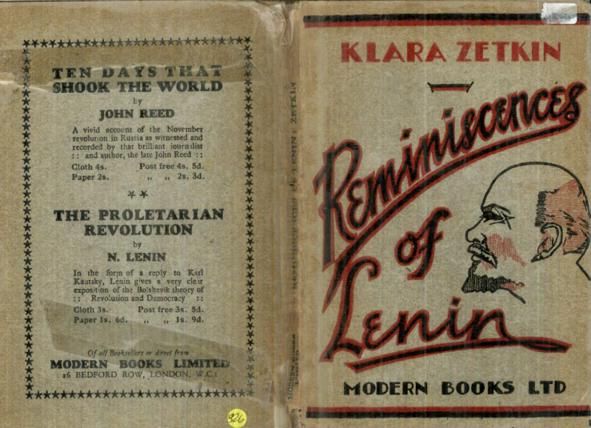 TEN DAYS THAT
SHOOK THE WORLD
by
JOHN REED
A vivid account of the November
revolution in Russia as witnessed and
recorded by that brilliant journalist
:: and author, the late John Reed ::
Cloth 4s. Post free 4s. 5d.
Paper 2s. „ „ 2s. 3d.
THE PROLETARIAN
REVOLUTION
by
N. LENIN
In the form of a reply to Karl
Kautsky, Lenin gives a very clear
exposition of the Bolshevik theory of
:: Revolution and Democracy ::
Cloth 3s. Post free 3s. 5d.
Paper 1s. 6d. „ „ 1s. 9d.
Of all Booksellers or direct from
MODERN BOOKS LIMITED
16 BEDFORD ROW, LONDON, W.C.1
926
KLARA ZETKIN
Reminiscences
of
Lenin
MODERN BOOKS LTD